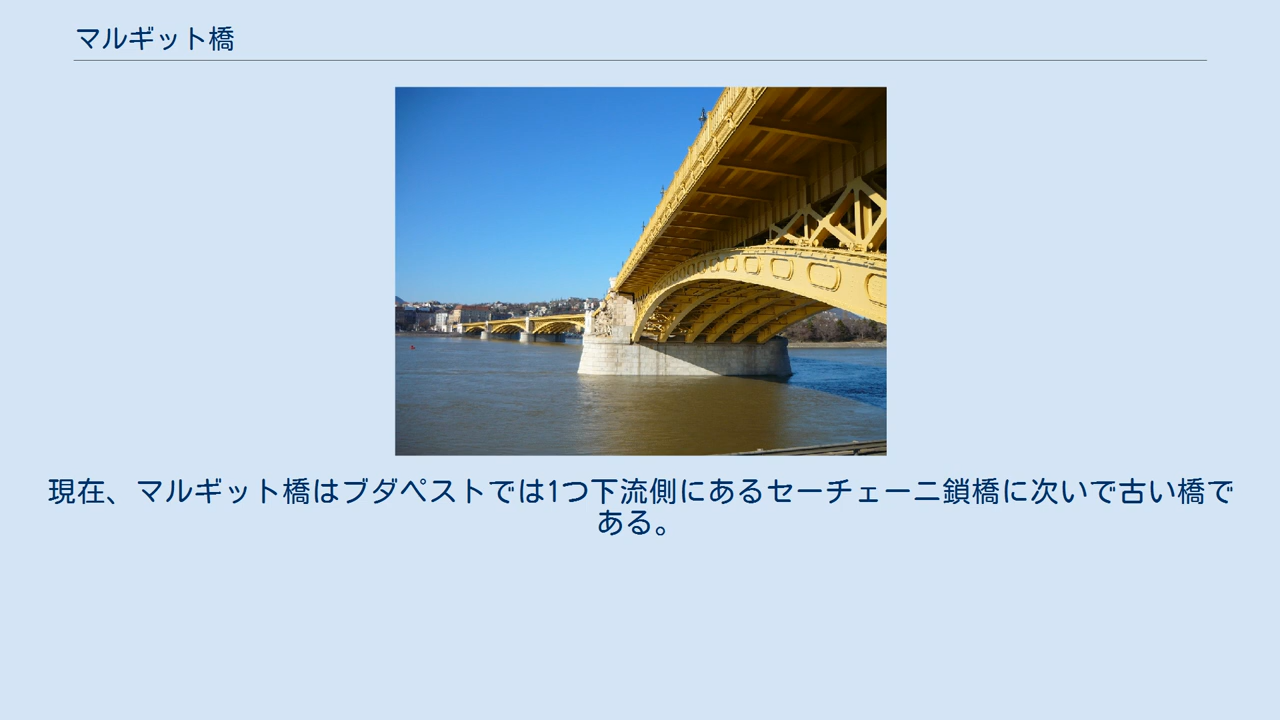 マルギット橋
現在、マルギット橋はブダペストでは1つ下流側にあるセーチェーニ鎖橋に次いで古い橋で
ある。